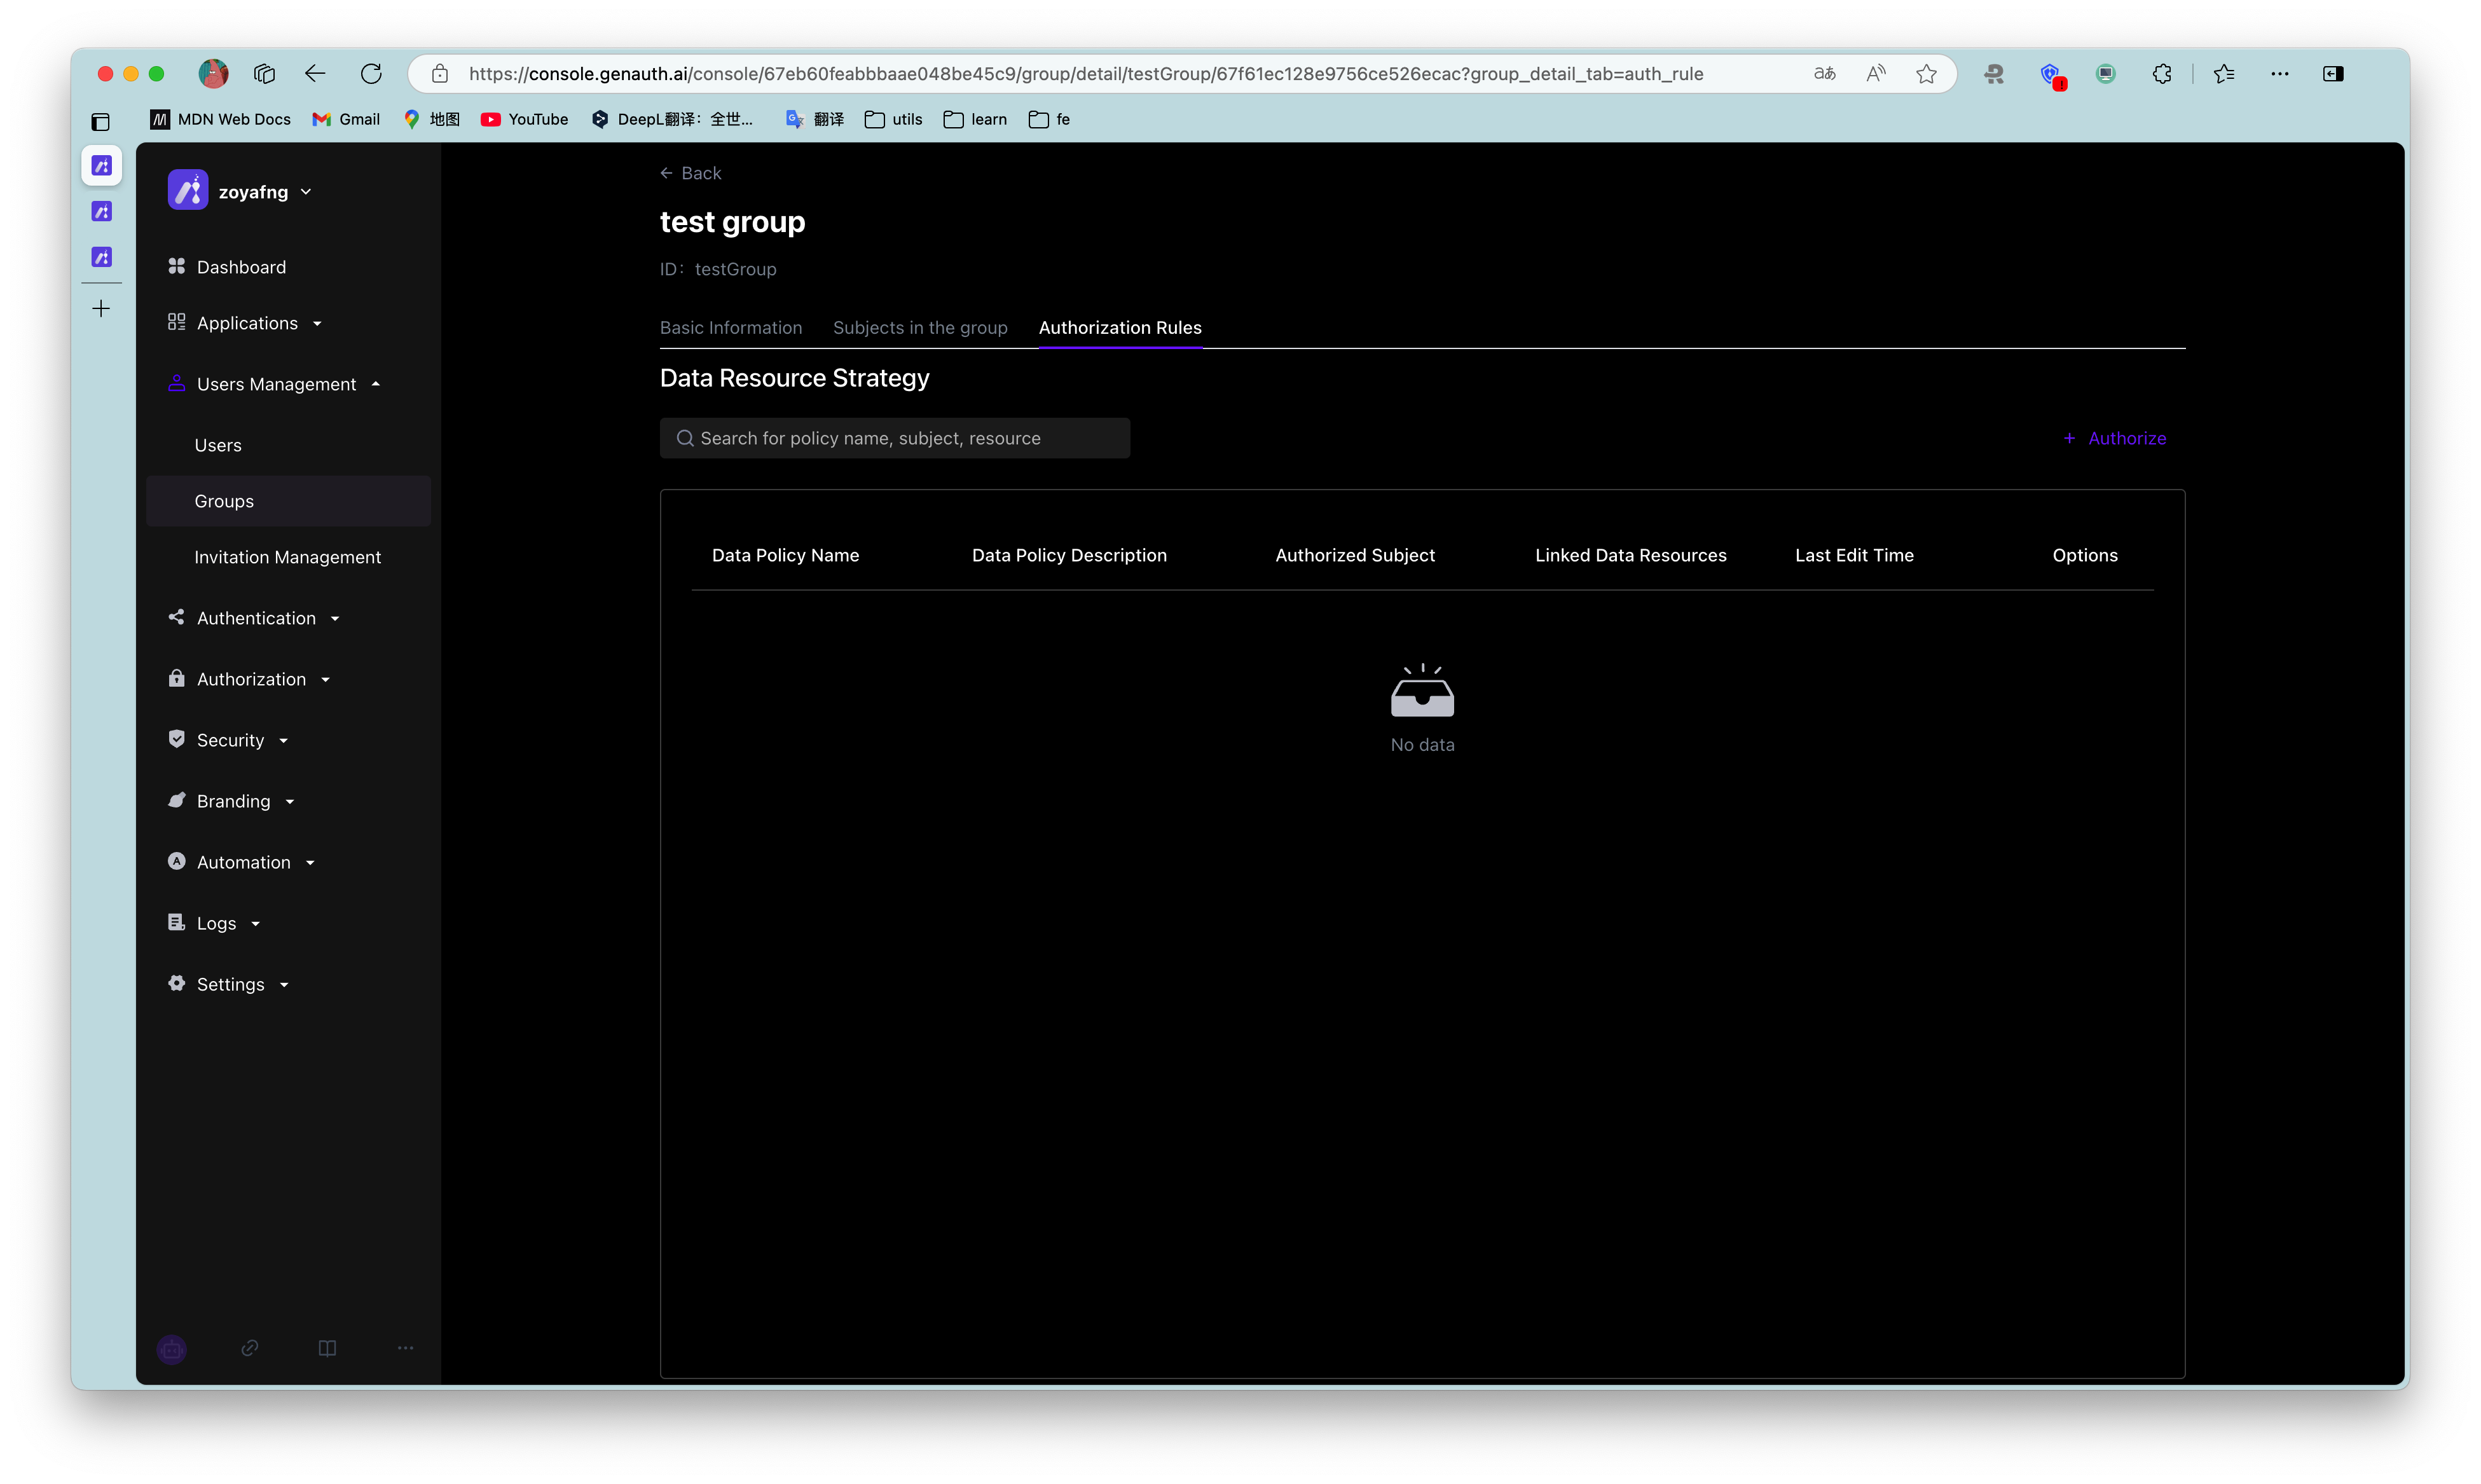 https://console.genauth.ai/console/67eb60feabbbaae048be45c9/group/detail/testGroup/67f61ec128e9756ce526ecac?group_detail_tab=auth_rule
MDN Web Docs Gmail 地图 YouTube DeepL翻译：全世... 翻译 utils learn fe
zoyafng
Dashboard
Applications
Users Management
Users
Groups
Invitation Management
Authentication
Authorization
Security
Branding
Automation
Logs
Settings
Back
test group
ID： testGroup
Basic Information Subjects in the group Authorization Rules
Data Resource Strategy
Search for policy name, subject, resource
+ Authorize
Data Policy Name Data Policy Description Authorized Subject Linked Data Resources Last Edit Time Options
No data